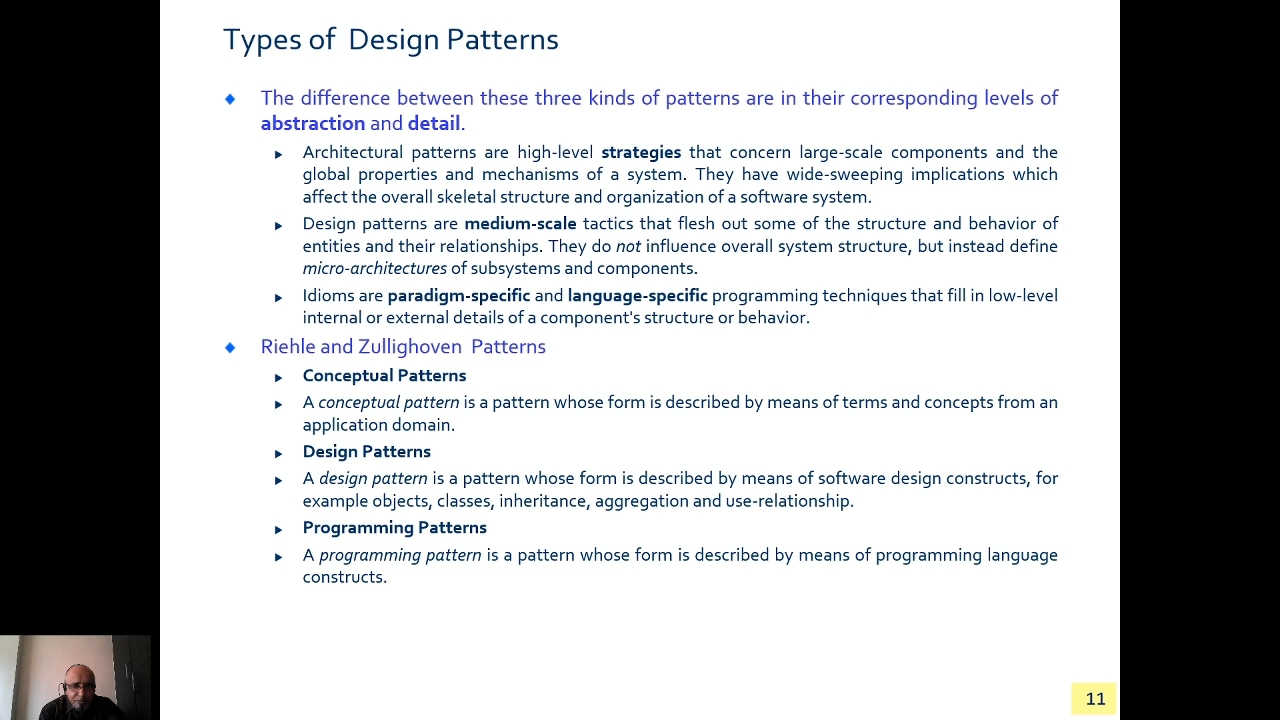 Types of Design Patterns
The difference between these three kinds of patterns are in their corresponding levels of
abstraction and detail.
Architectural patterns are high-level strategies that concern large-scale components and the
global properties and mechanisms of a system. They have wide-sweeping implications which
affect the overall skeletal structure and organization of a software system.
Design patterns are medium-scale tactics that flesh out some of the structure and behavior of
entities and their relationships. They do not influence overall system structure, but instead define
micro-architectures of subsystems and components.
Idioms are paradigm-specific and language-specific programming techniques that fill in low-level
internal or external details of a component's structure or behavior.
Riehle and Zullighoven Patterns
Conceptual Patterns
A conceptual pattern is a pattern whose form is described by means of terms and concepts from an
application domain.
Design Patterns
A design pattern is a pattern whose form is described by means of software design constructs, for
example objects, classes, inheritance, aggregation and use-relationship.
Programming Patterns
A programming pattern is a pattern whose form is described by means of programming language
constructs.
11